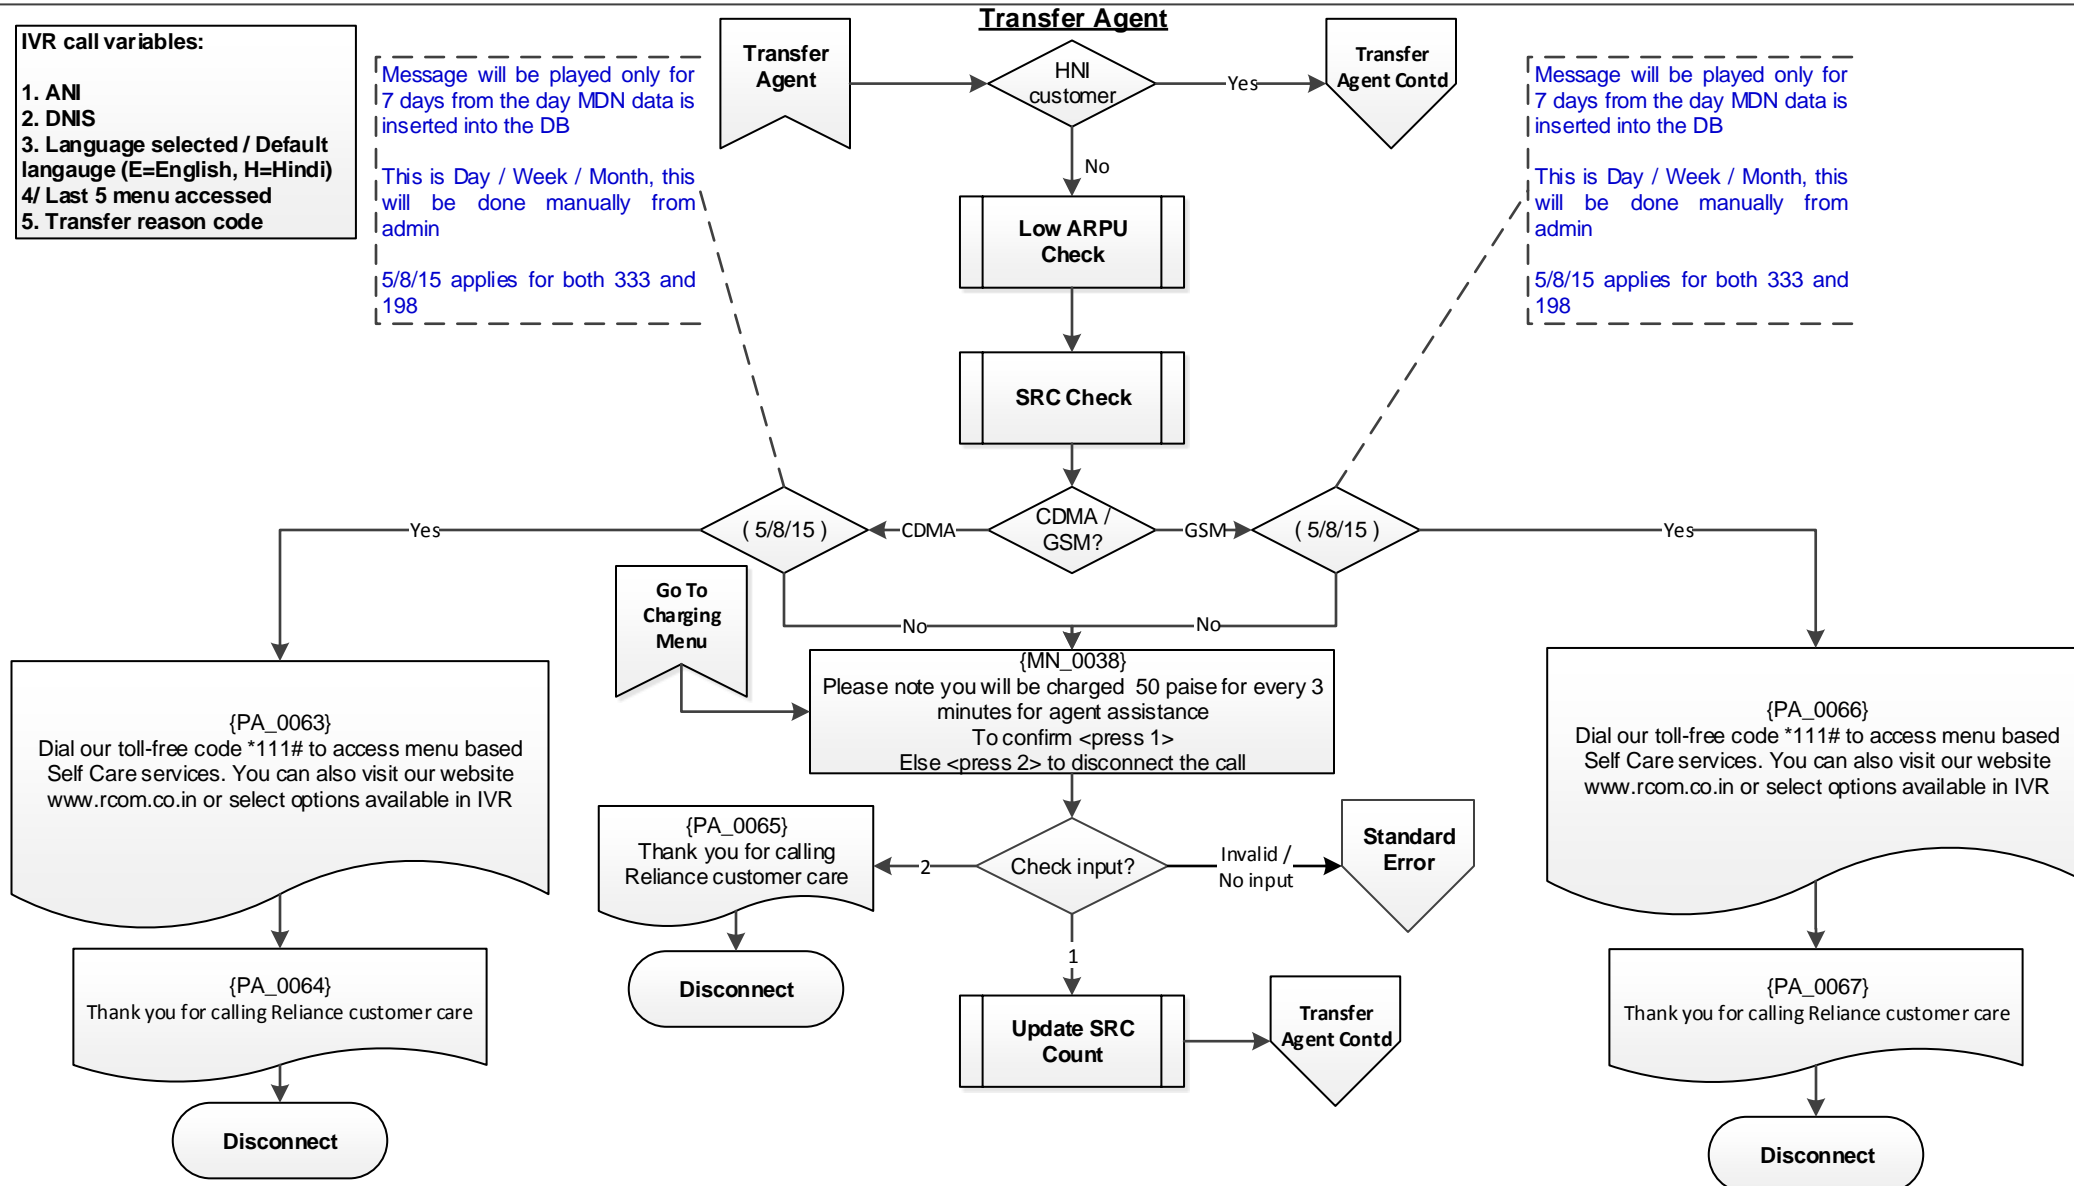 Transfer Agent
IVR call variables:
1. ANI
2. DNIS
3. Language selected / Default
langauge (E=English, H=Hindi)
4/ Last 5 menu accessed
5. Transfer reason code
Message will be played only for
7 days from the day MDN data is
inserted into the DB
This is Day / Week / Month, this
will be done manually from
admin
5/8/15 applies for both 333 and
198
Transfer
Agent
HNI
customer
Yes
Transfer
Agent Contd
Message will be played only for
7 days from the day MDN data is
inserted into the DB
This is Day / Week / Month, this
will be done manually from
admin
5/8/15 applies for both 333 and
198
No
Low ARPU
Check
SRC Check
Yes
( 5/8/15 )
CDMA
CDMA /
GSM?
GSM
( 5/8/15 )
Yes
Go To
Charging
Menu
No
No
{MN_0038}
Please note you will be charged 50 paise for every 3
minutes for agent assistance
To confirm <press 1>
Else <press 2> to disconnect the call
{PA_0063}
Dial our toll-free code *111# to access menu based
Self Care services. You can also visit our website
www.rcom.co.in or select options available in IVR
{PA_0066}
Dial our toll-free code *111# to access menu based
Self Care services. You can also visit our website
www.rcom.co.in or select options available in IVR
{PA_0065}
Thank you for calling
Reliance customer care
2
Check input?
Invalid /
No input
Standard
Error
1
Disconnect
{PA_0064}
Thank you for calling Reliance customer care
Update SRC
Count
Transfer
Agent Contd
{PA_0067}
Thank you for calling Reliance customer care
Disconnect
Disconnect